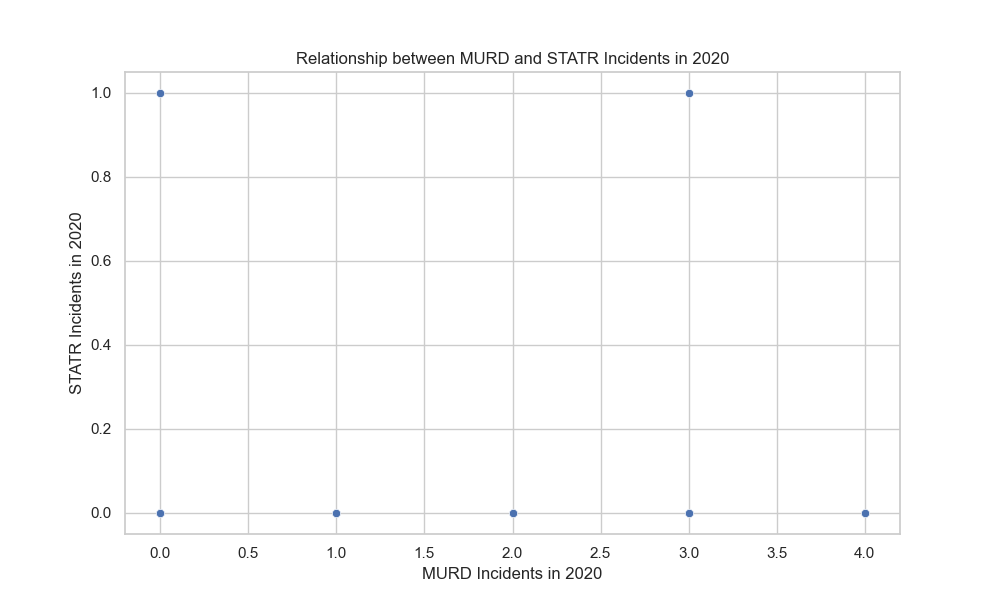 Relationship between MURD and STATR Incidents in 2020
1.0
0.8
0.6
0.4
0.2
0.0
STATR Incidents in 2020
0.0 0.5 1.0 1.5 2.0 2.5 3.0 3.5 4.0
MURD Incidents in 2020